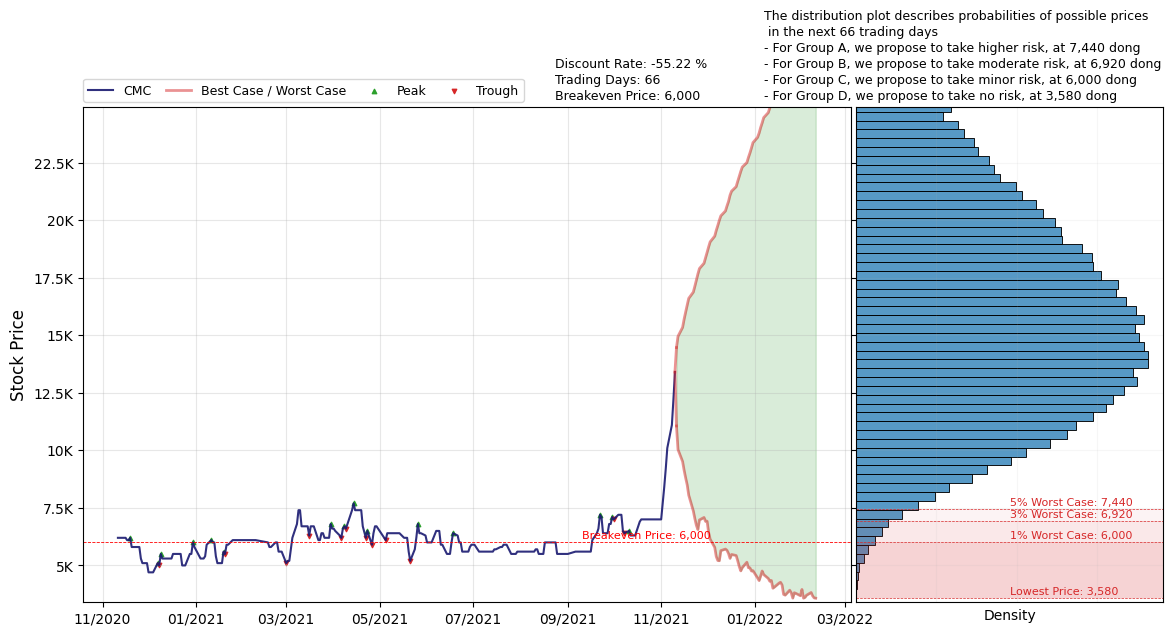 The distribution plot describes probabilities of possible prices
in the next 66 trading days
- For Group A, we propose to take higher risk, at 7,440 dong
- For Group B, we propose to take moderate risk, at 6,920 dong
- For Group C, we propose to take minor risk, at 6,000 dong
- For Group D, we propose to take no risk, at 3,580 dong
Discount Rate: -55.22 %
Trading Days: 66
Breakeven Price: 6,000
CMC
Best Case / Worst Case
Peak
Trough
Stock Price
22.5K
20K
17.5K
15K
12.5K
10K
7.5K
5K
Breakeven Price: 6,000
5% Worst Case: 7,440
3% Worst Case: 6,920
1% Worst Case: 6,000
Lowest Price: 3,580
11/2020
01/2021
03/2021
05/2021
07/2021
09/2021
11/2021
01/2022
03/2022
Density